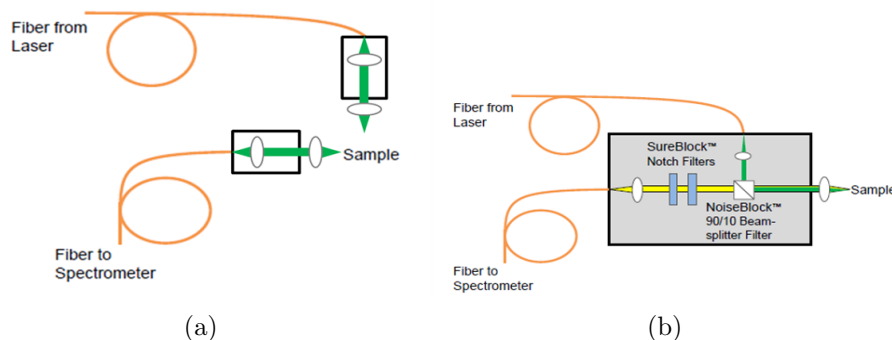 Fiber from
Laser
Sample
Fiber to
Spectrometer
(a)
Fiber from
Laser
SureBlock™
Notch Filters
Sample
NoiseBlock™
90/10 Beam-
splitter Filter
Fiber to
Spectrometer
(b)